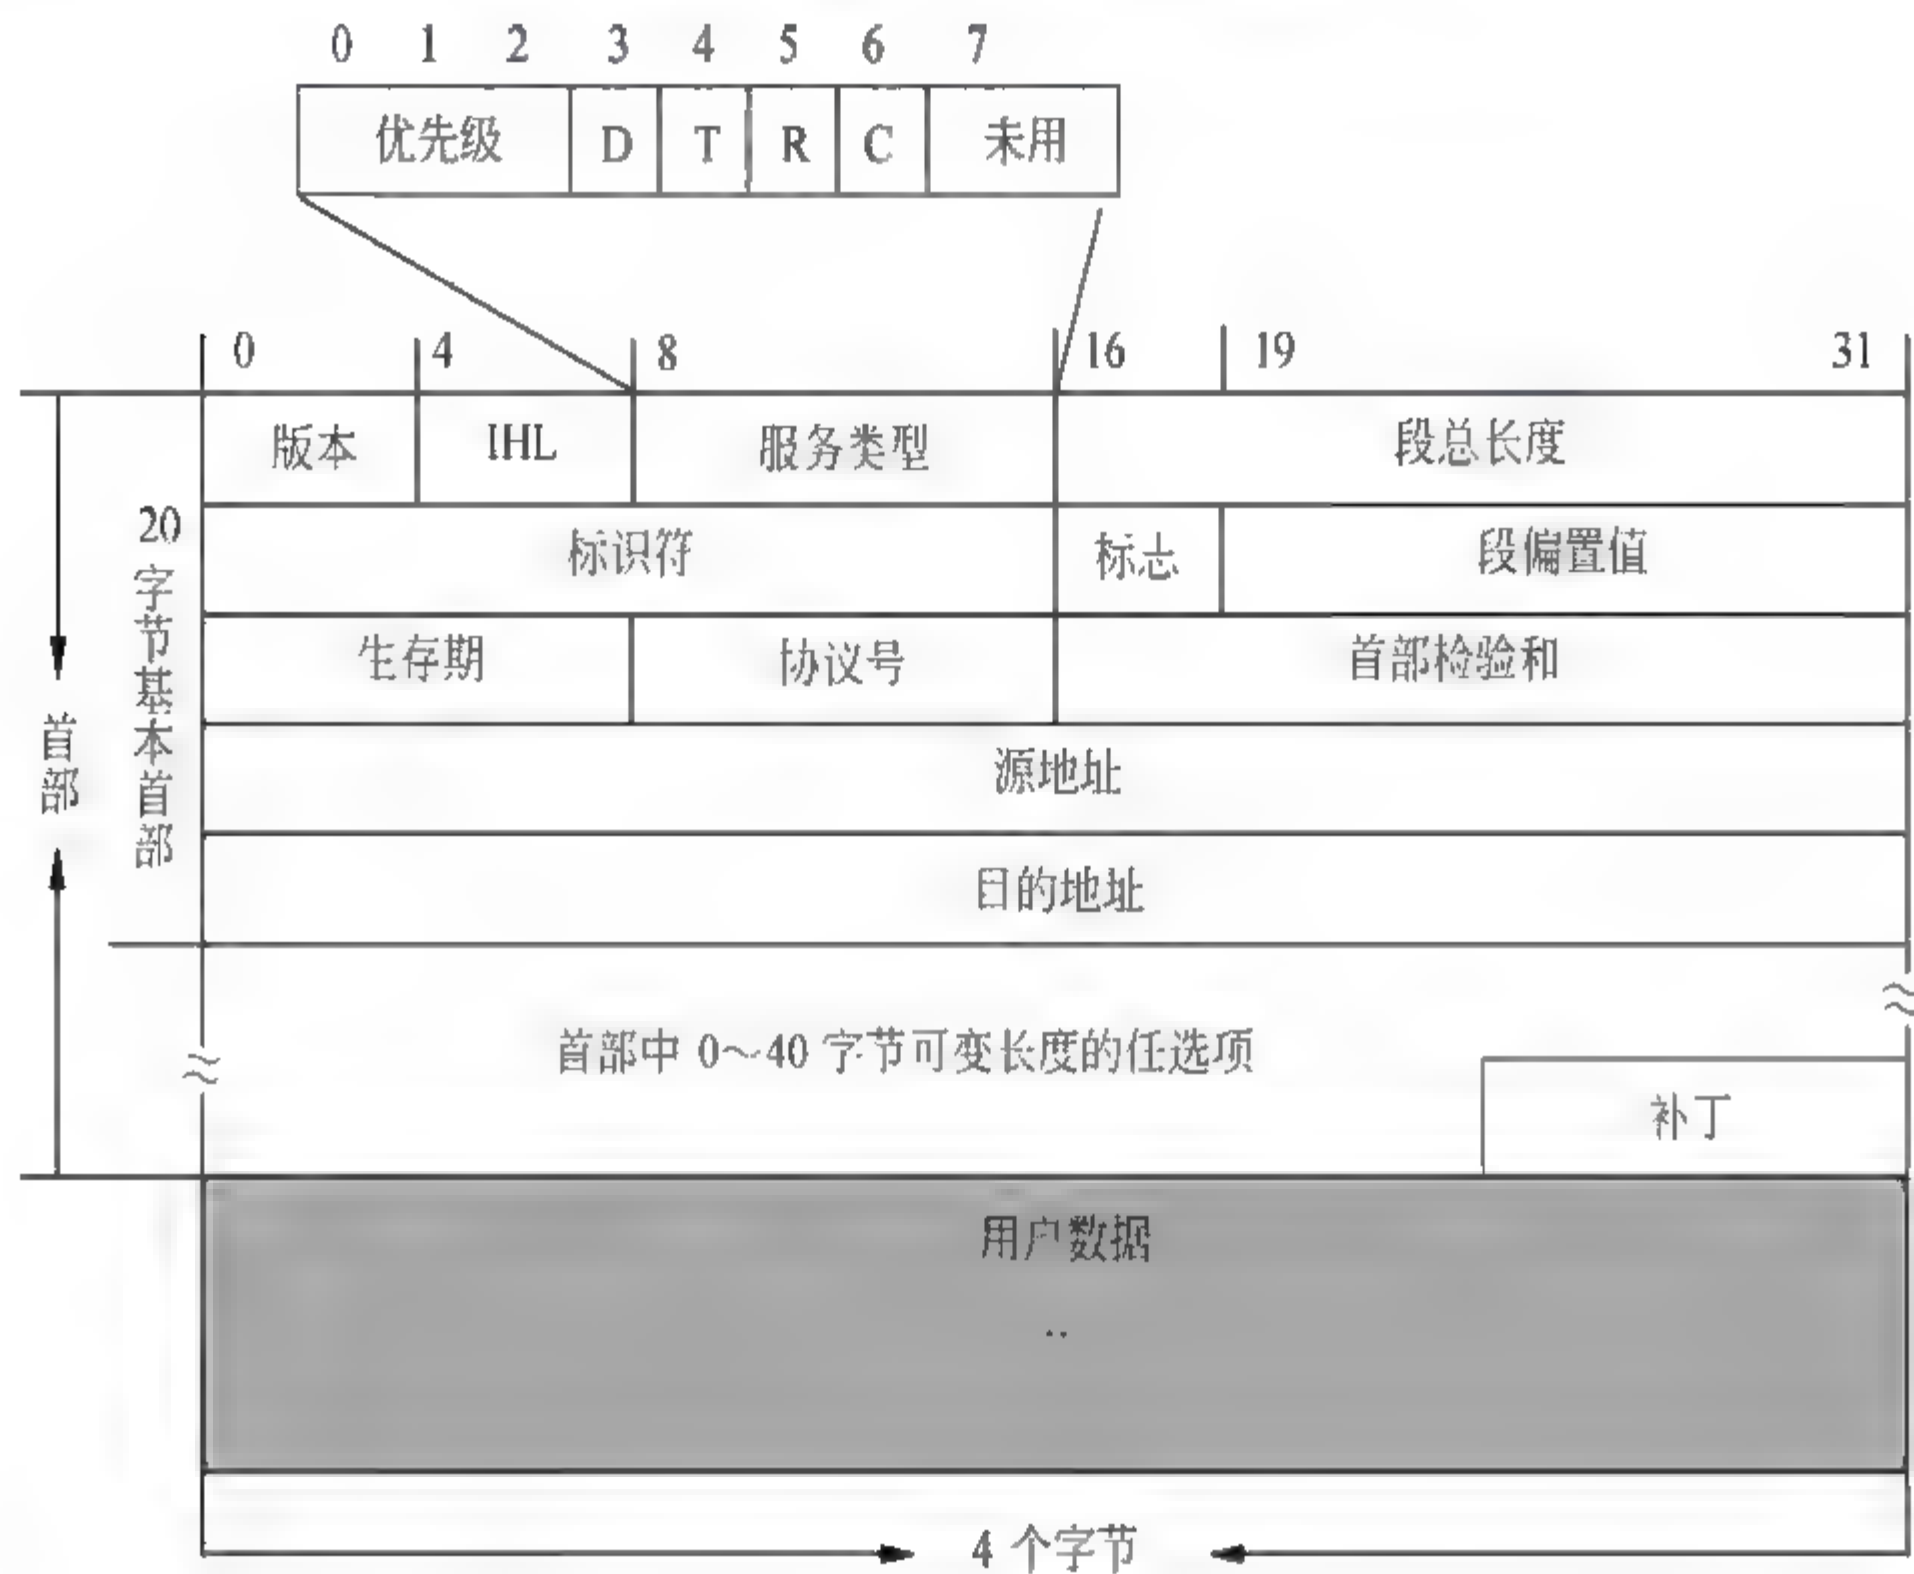 0 1 2 3 4 5 6 7
优先级 D T R C 未用
0 4 8 16 19 31
版本 IHL 服务类型 段总长度
标识符 标志 段偏置值
生存期 协议号 首部检验和
源地址
目的地址
首部
20字节基本首部
首部中 0～40 字节可变长度的任选项
补丁
用户数据
..
4 个字节